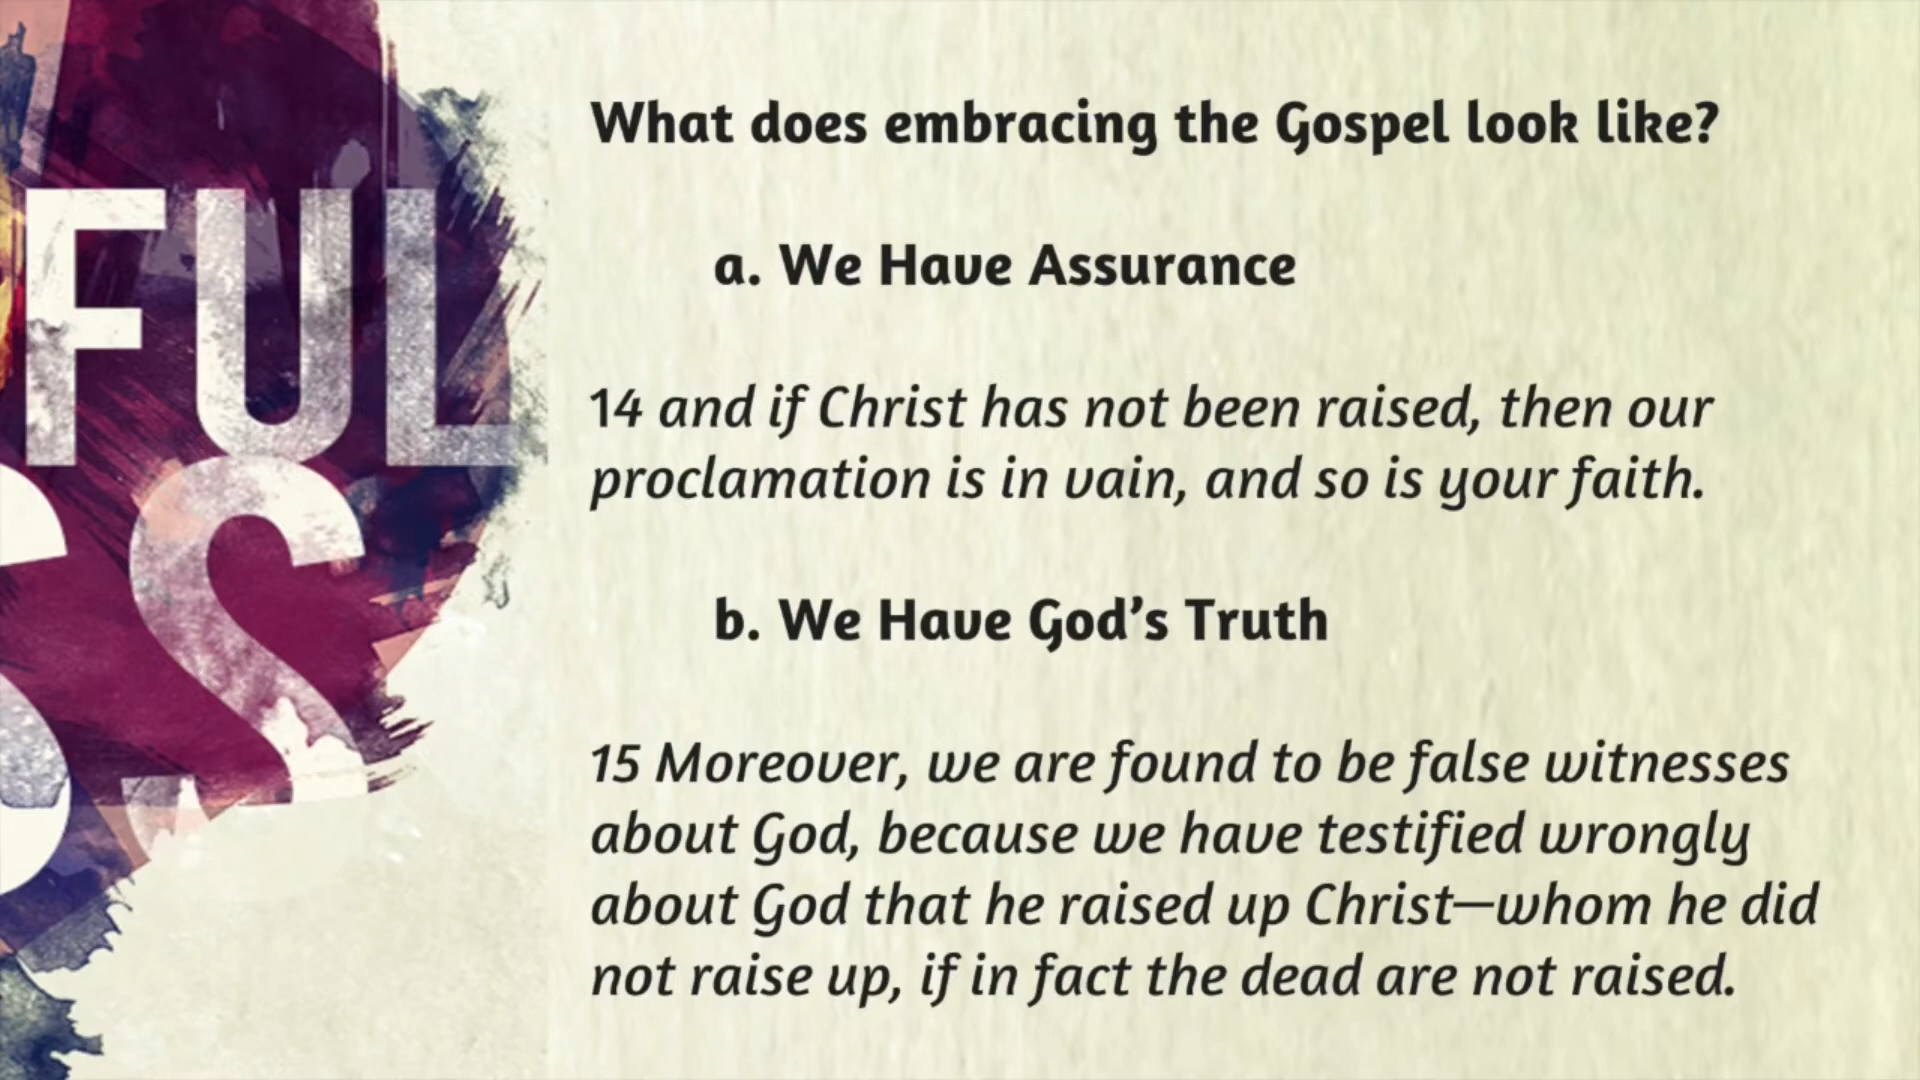 FUL
SS
What does embracing the Gospel look like?
a. We Have Assurance
14 and if Christ has not been raised, then our
proclamation is in vain, and so is your faith.
b. We Have God’s Truth
15 Moreover, we are found to be false witnesses
about God, because we have testified wrongly
about God that he raised up Christ—whom he did
not raise up, if in fact the dead are not raised.